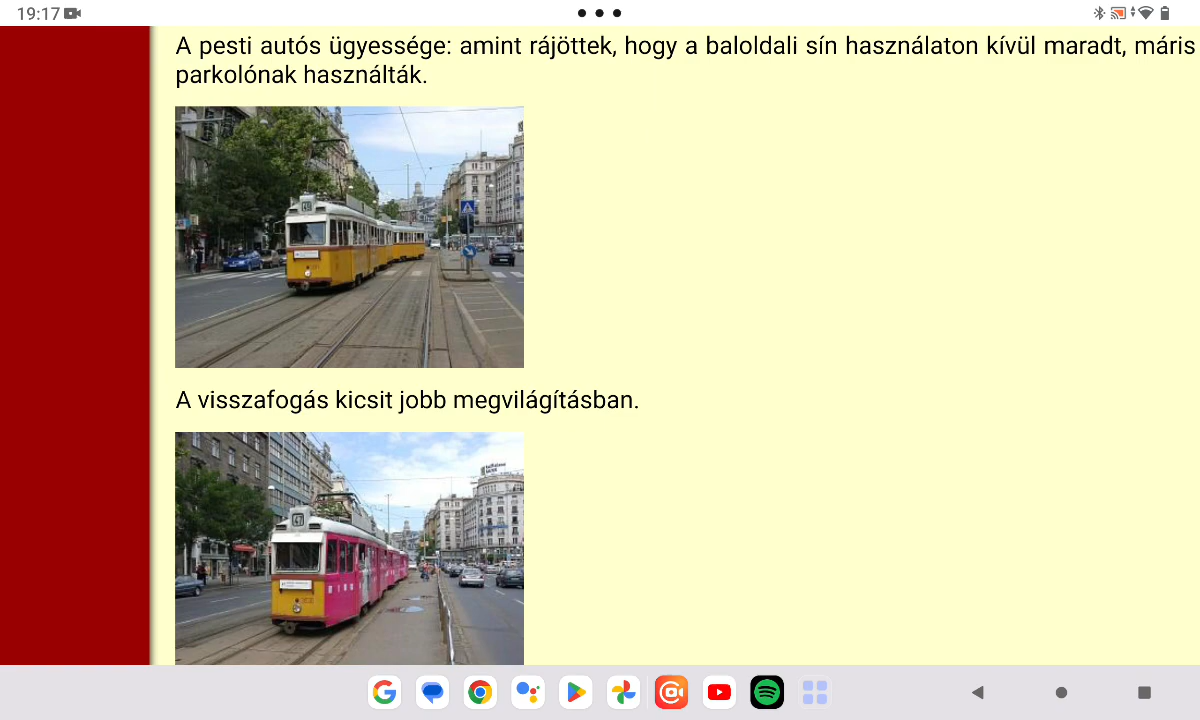 19:17
A pesti autós ügyessége: amint rájöttek, hogy a baloldali sín használaton kívül maradt, máris
parkolónak használták.
A visszafogás kicsit jobb megvilágításban.
47